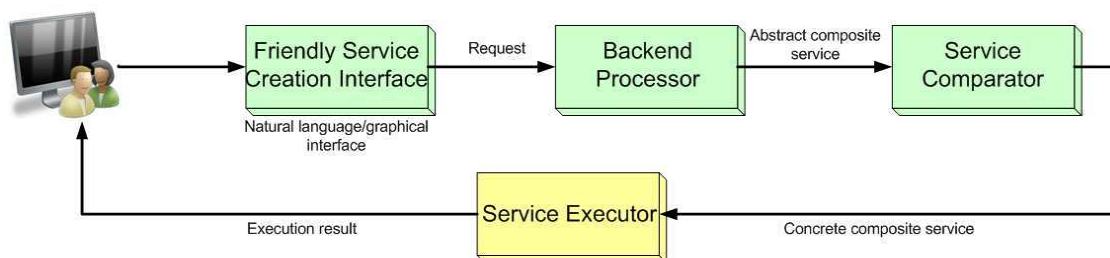 Friendly Service
Creation Interface
Natural language/graphical
interface
Request
Backend
Processor
Abstract composite
service
Service
Comparator
Concrete composite service
Service Executor
Execution result